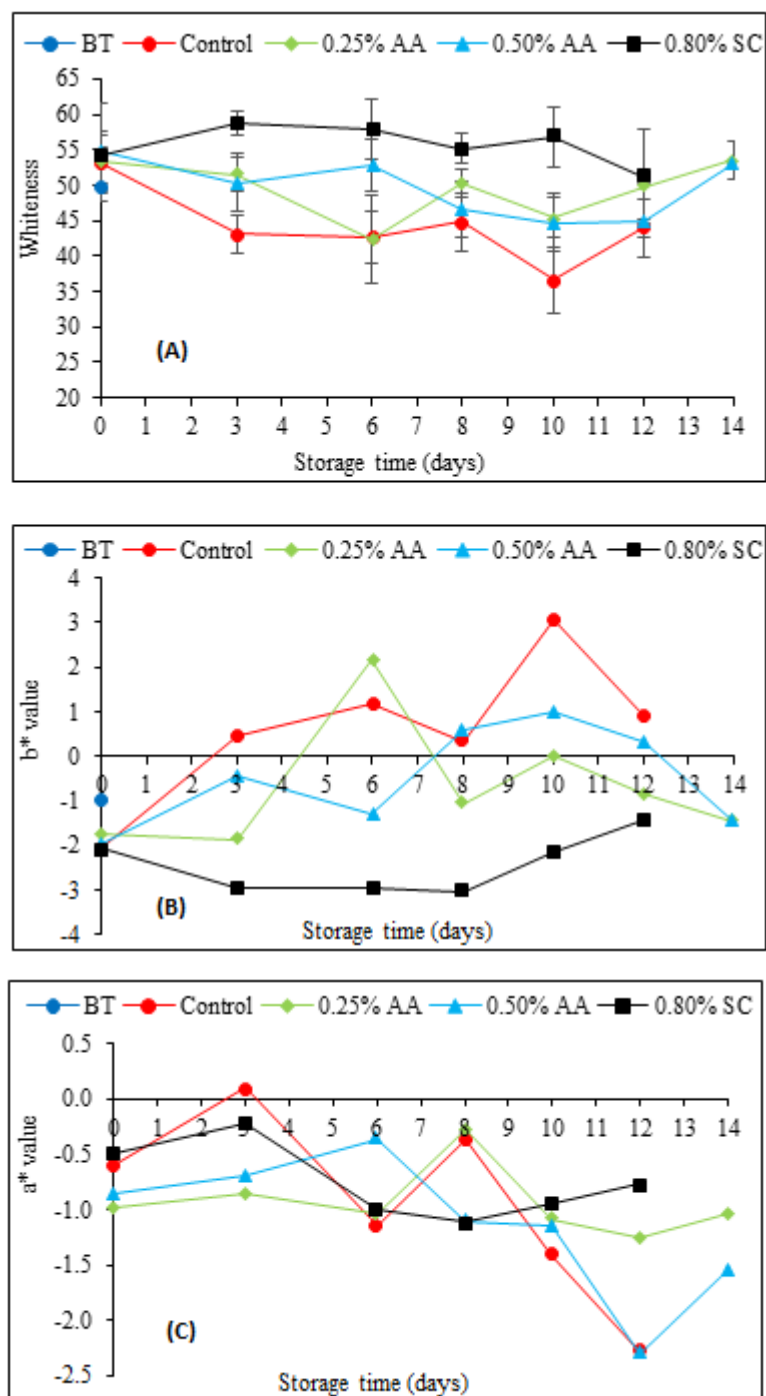 BT Control 0.25% AA 0.50% AA 0.80% SC
65
60
55
50
45
40
35
30
25
20
Whiteness
(A)
0 1 2 3 4 5 6 7 8 9 10 11 12 13 14
Storage time (days)
BT Control 0.25% AA 0.50% AA 0.80% SC
4
3
2
1
0
-1
-2
-3
-4
b* value
0 1 2 3 4 5 6 7 8 9 10 11 12 13 14
(B)
Storage time (days)
BT Control 0.25% AA 0.50% AA 0.80% SC
0.5
0.0
-0.5
-1.0
-1.5
-2.0
-2.5
a* value
0 1 2 3 4 5 6 7 8 9 10 11 12 13 14
(C)
Storage time (days)